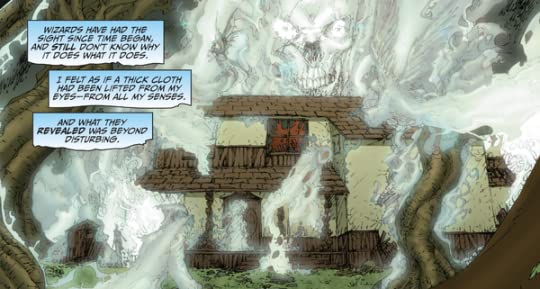 WIZARDS HAVE HAD THE
SIGHT SINCE TIME BEGAN,
AND STILL DON'T KNOW WHY
IT DOES WHAT IT DOES.
I FELT AS IF A THICK CLOTH
HAD BEEN LIFTED FROM MY
EYES--FROM ALL MY SENSES.
AND WHAT THEY
REVEALED WAS BEYOND
DISTURBING.